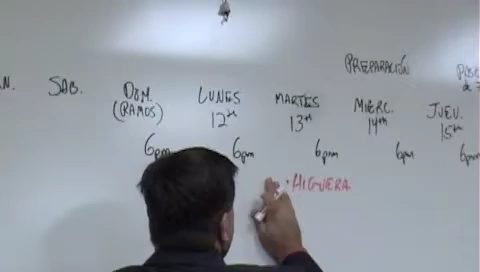 PREPARACIÓN
SAB.
DOM.
(RAMOS)
LUNES
12
MARTES
13
MIERC.
14
JUEV.
15
6pm
6pm
6pm
6pm
6pm
• HIGUERA